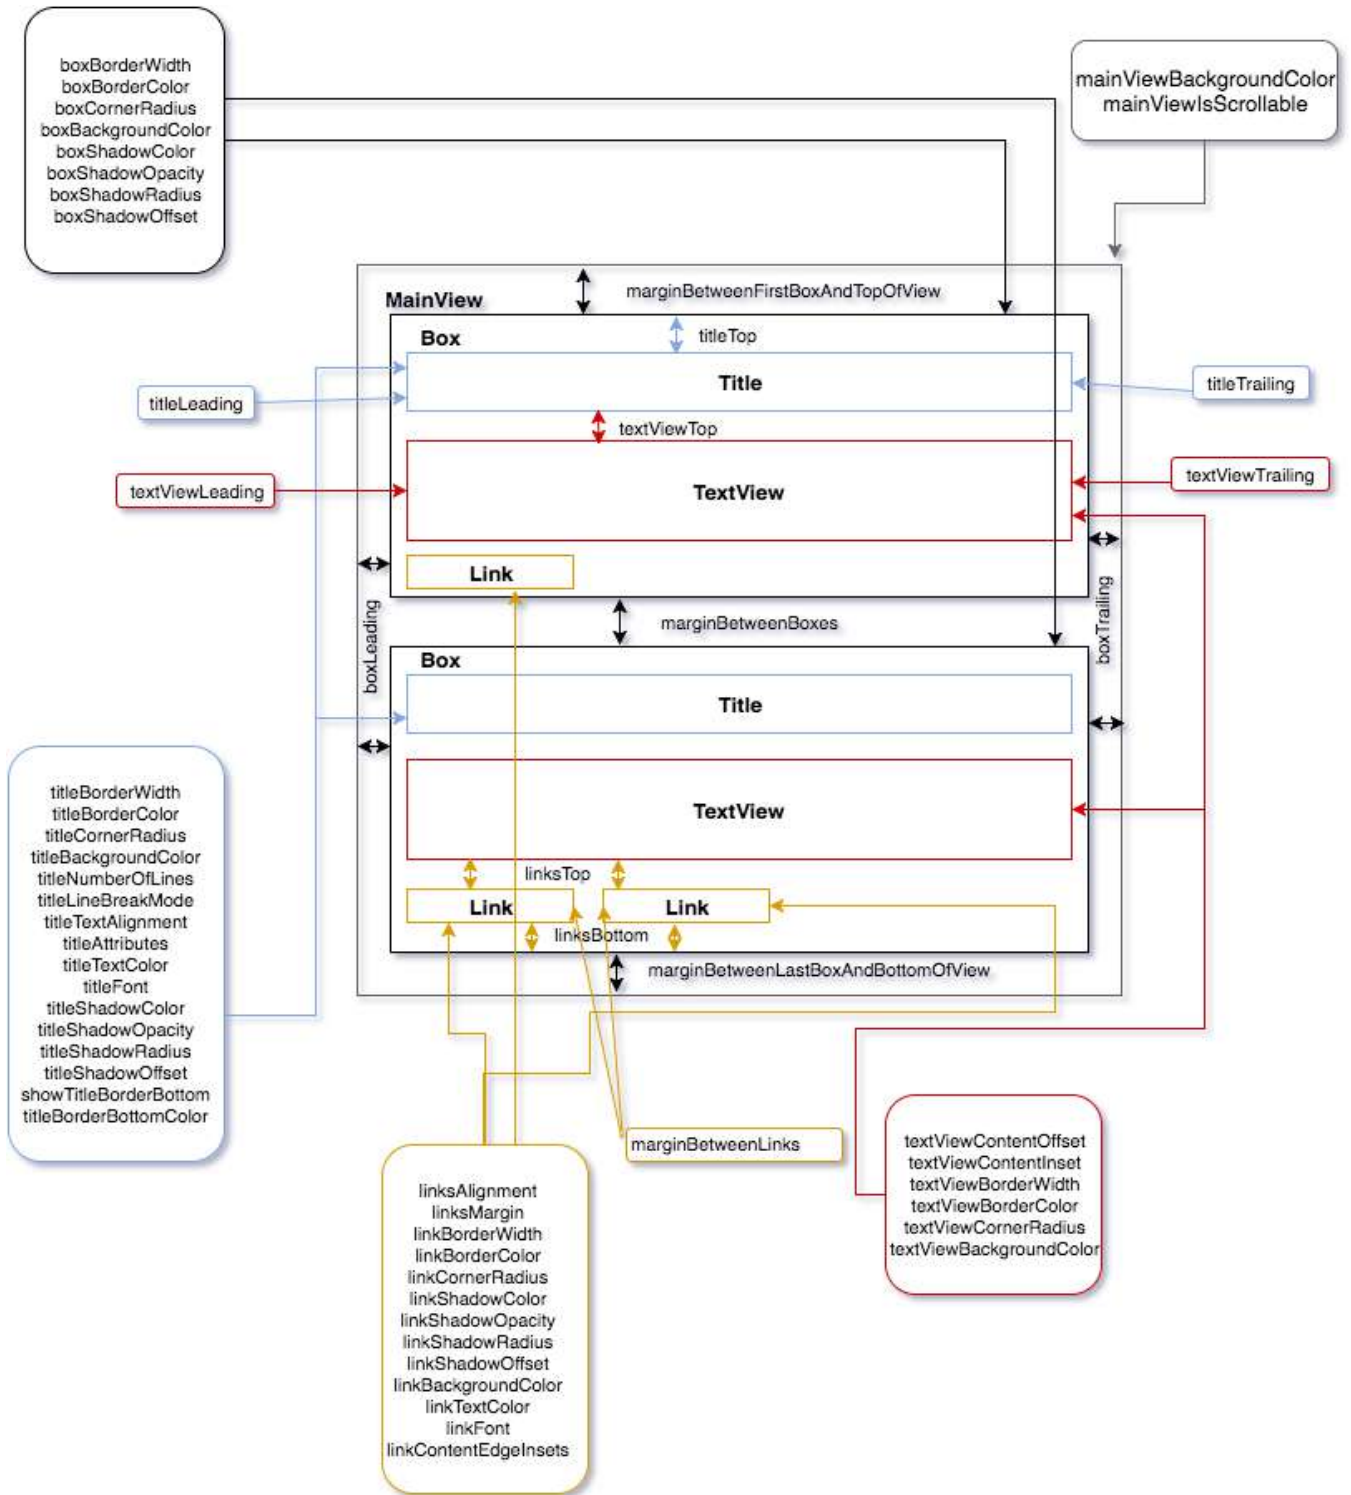 boxBorderWidth
boxBorderColor
boxCornerRadius
boxBackgroundColor
boxShadowColor
boxShadowOpacity
boxShadowRadius
boxShadowOffset
mainViewBackgroundColor
mainViewIsScrollable
MainView
marginBetweenFirstBoxAndTopOfView
Box
titleTop
Title
titleLeading
titleTrailing
textViewTop
TextView
textViewLeading
textViewTrailing
Link
boxLeading
marginBetweenBoxes
boxTrailing
Box
Title
TextView
linksTop
Link
Link
linksBottom
marginBetweenLastBoxAndBottomOfView
titleBorderWidth
titleBorderColor
titleCornerRadius
titleBackgroundColor
titleNumberOfLines
titleLineBreakMode
titleTextAlignment
titleAttributes
titleTextColor
titleFont
titleShadowColor
titleShadowOpacity
titleShadowRadius
titleShadowOffset
showTitleBorderBottom
titleBorderBottomColor
marginBetweenLinks
linksAlignment
linksMargin
linkBorderWidth
linkBorderColor
linkCornerRadius
linkShadowColor
linkShadowOpacity
linkShadowRadius
linkShadowOffset
linkBackgroundColor
linkTextColor
linkFont
linkContentEdgeInsets
textViewContentOffset
textViewContentInset
textViewBorderWidth
textViewBorderColor
textViewCornerRadius
textViewBackgroundColor